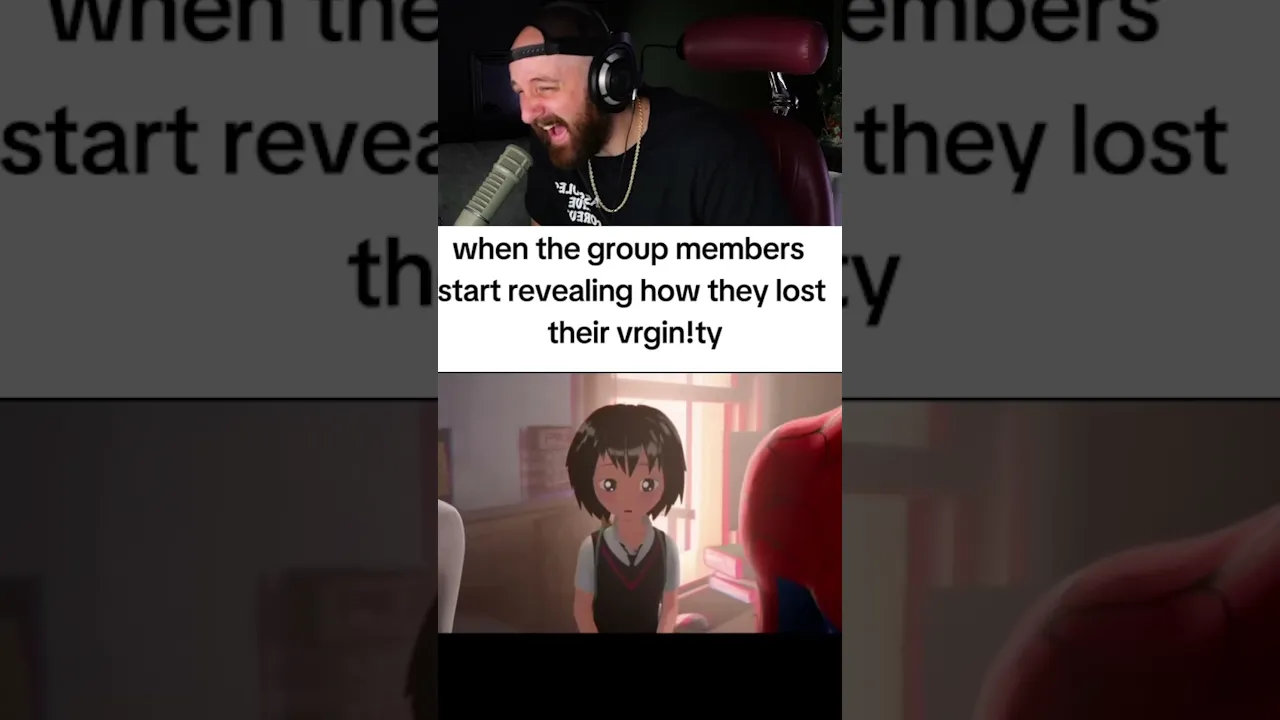 when the group members
start revealing how they lost
their vrgin!ty